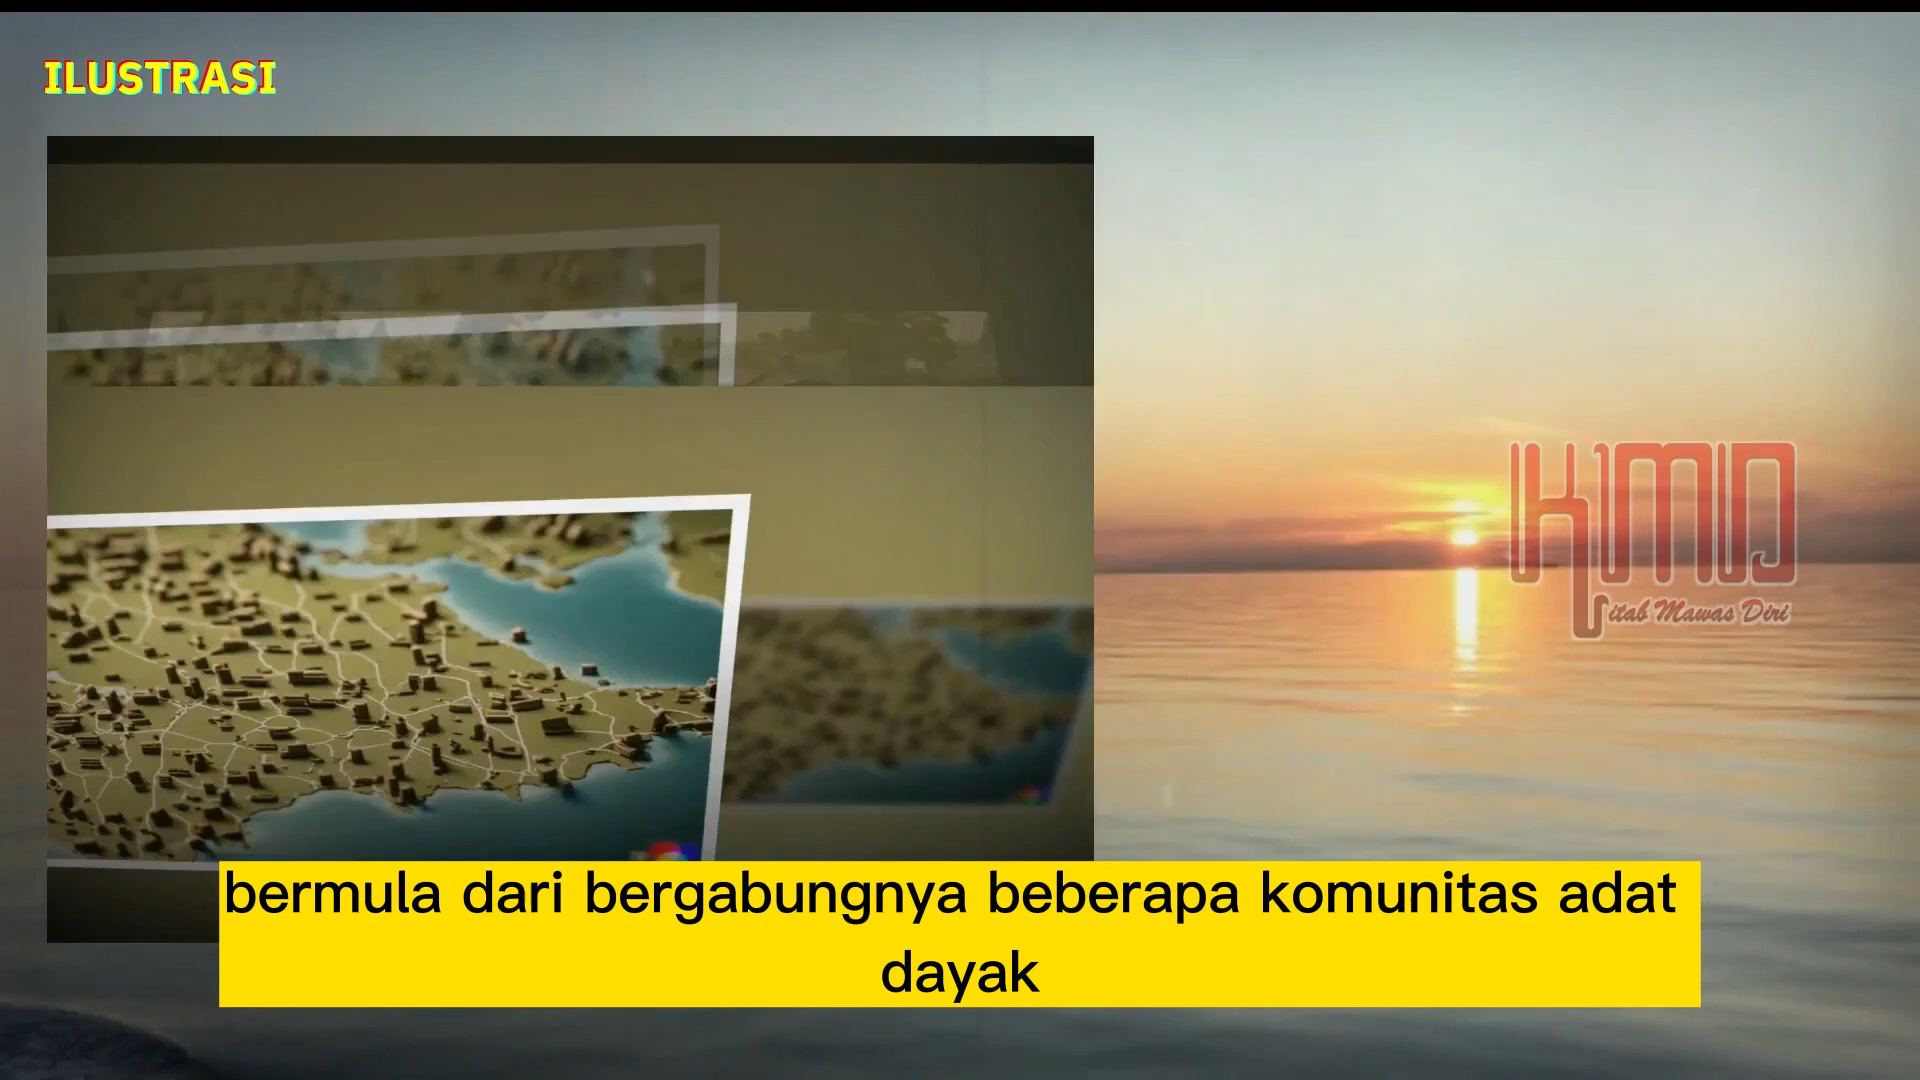 ILUSTRASI
KMD
Kitab Mawas Diri
bermula dari bergabungnya beberapa komunitas adat
dayak